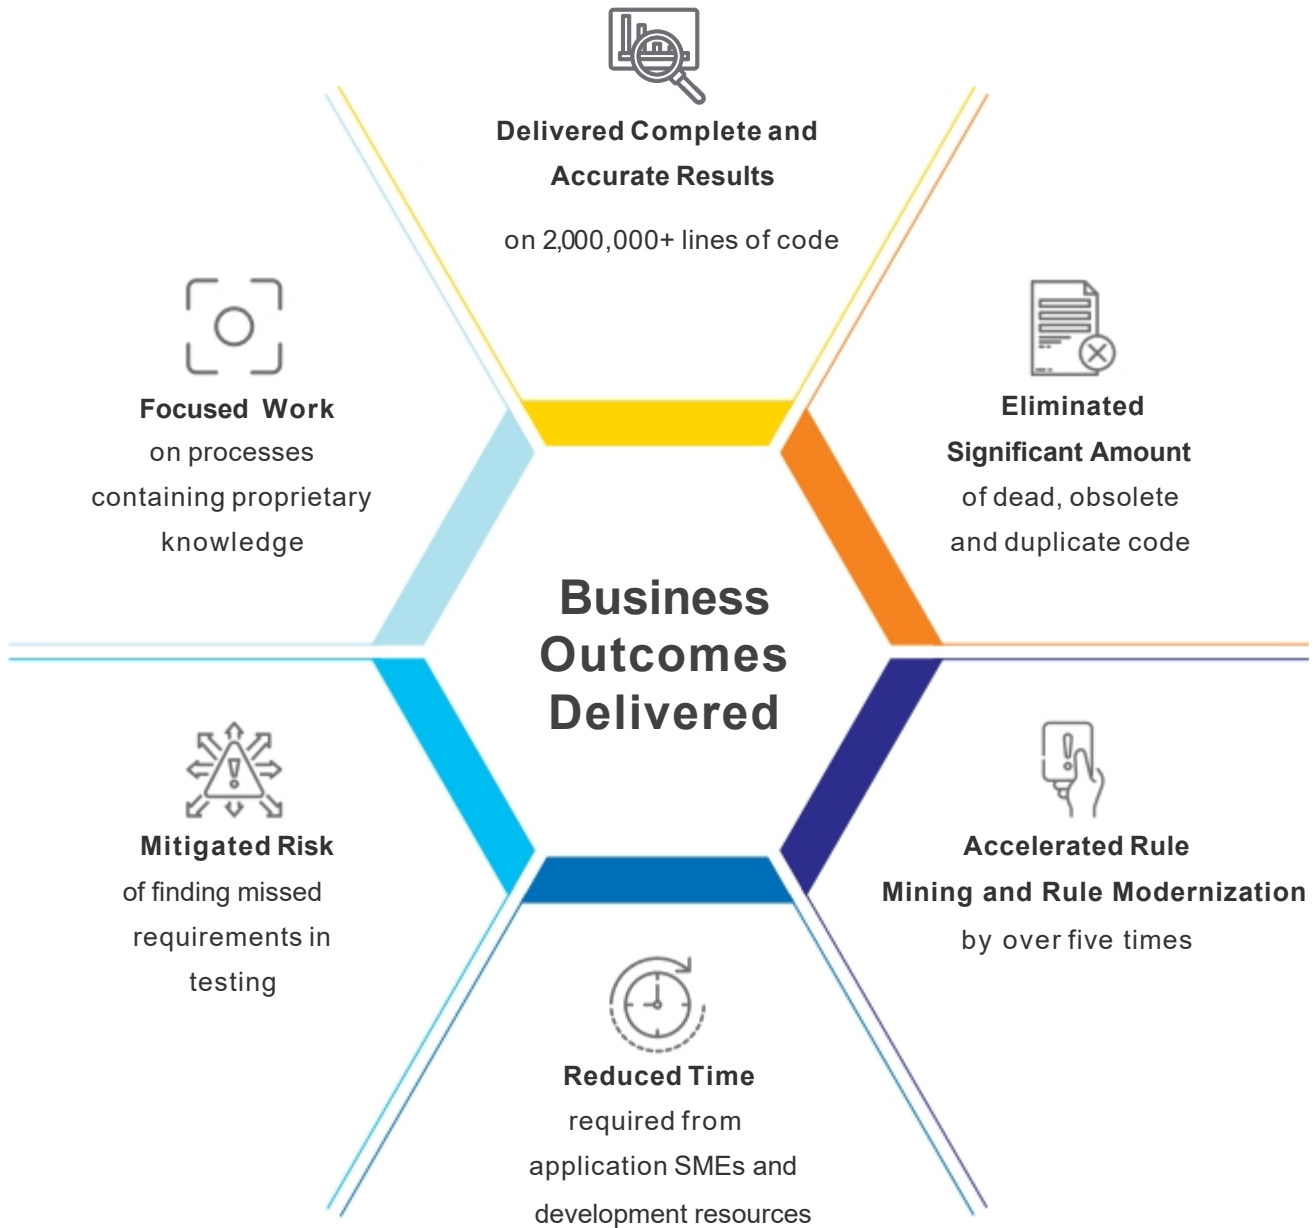 Delivered Complete and
Accurate Results
on 2,000,000+ lines of code
Eliminated
Significant Amount
of dead, obsolete
and duplicate code
Accelerated Rule
Mining and Rule Modernization
by over five times
Reduced Time
required from
application SMEs and
development resources
Mitigated Risk
of finding missed
requirements in
testing
Focused Work
on processes
containing proprietary
knowledge
Business
Outcomes
Delivered